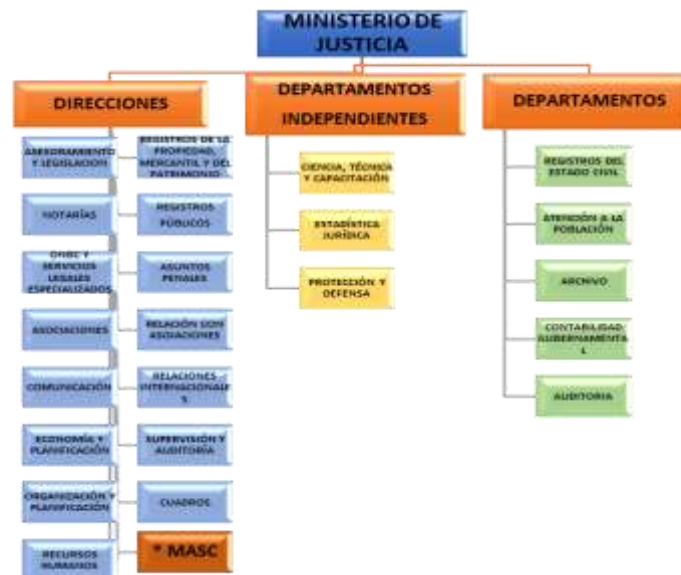 MINISTERIO DE
JUSTICIA
DIRECCIONES
ASESORAMIENTO
Y LEGISLACION
REGISTROS DE LA
PROPIEDAD,
MERCANTIL Y DEL
PATRIMONIO
NOTARÍAS
REGISTROS
PÚBLICOS
ONBC Y
SERVICIOS
LEGALES
ESPECIALIZADOS
ASUNTOS
PENALES
ASOCIACIONES
RELACIÓN CON
ASOCIACIONES
COMUNICACIÓN
RELACIONES
INTERNACIONALE
S
ECONOMÍA Y
PLANIFICACIÓN
SUPERVISIÓN Y
AUDITORÍA
ORGANIZACIÓN Y
PLANIFICACIÓN
CUADROS
RECURSOS
HUMANOS
* MASC
DEPARTAMENTOS
INDEPENDIENTES
CIENCIA, TÉCNICA
Y CAPACITACIÓN
ESTADÍSTICA
JURÍDICA
PROTECCIÓN Y
DEFENSA
DEPARTAMENTOS
REGISTROS DEL
ESTADO CIVIL
ATENCIÓN A LA
POBLACIÓN
ARCHIVO
CONTABILIDAD
GUBERNAMENTA
L
AUDITORIA